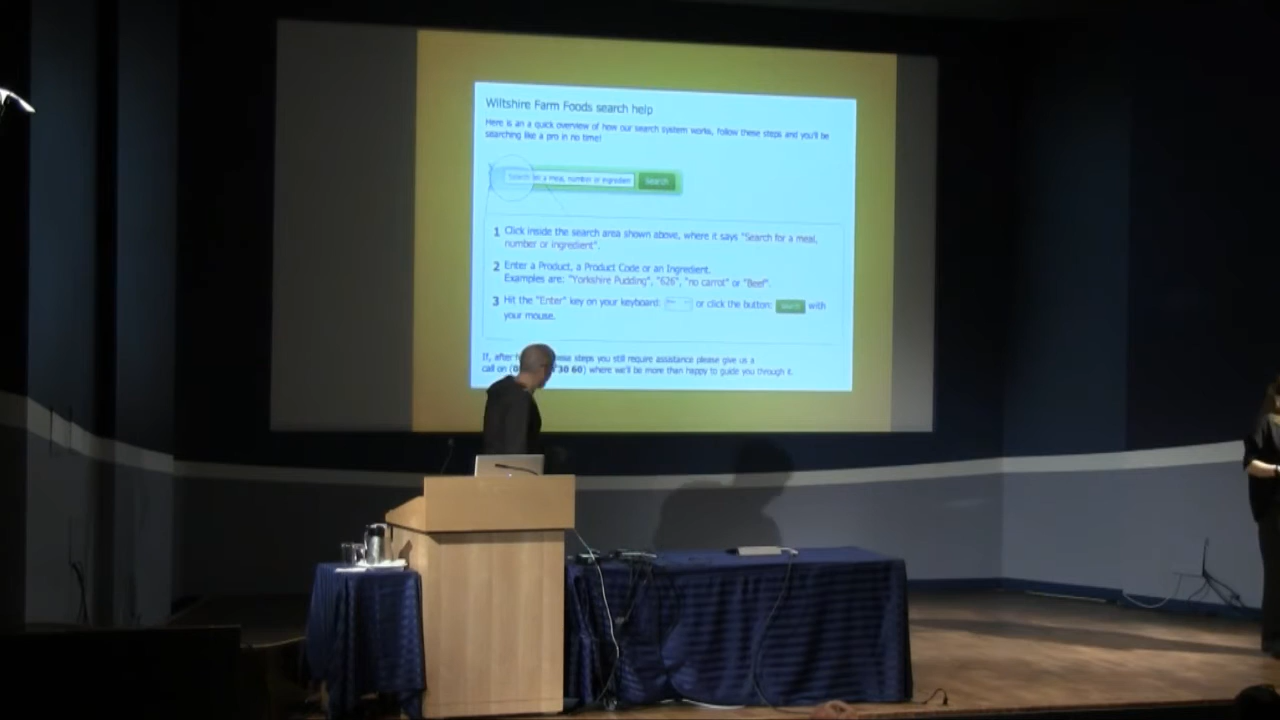 Wiltshire Farm Foods search help
Here is an a quick overview of how our search system works, follow these steps and you'll be
searching like a pro in no time!
Search for a meal, number or ingredient Search
1 Click inside the search area shown above, where it says "Search for a meal,
number or ingredient".
2 Enter a Product, a Product Code or an Ingredient.
Examples are: "Yorkshire Pudding", "626", "no carrot" or "Beef".
3 Hit the "Enter" key on your keyboard: or click the button: Search with
your mouse.
If, after these steps you still require assistance please give us a
call on (0 30 60) where we'll be more than happy to guide you through it.